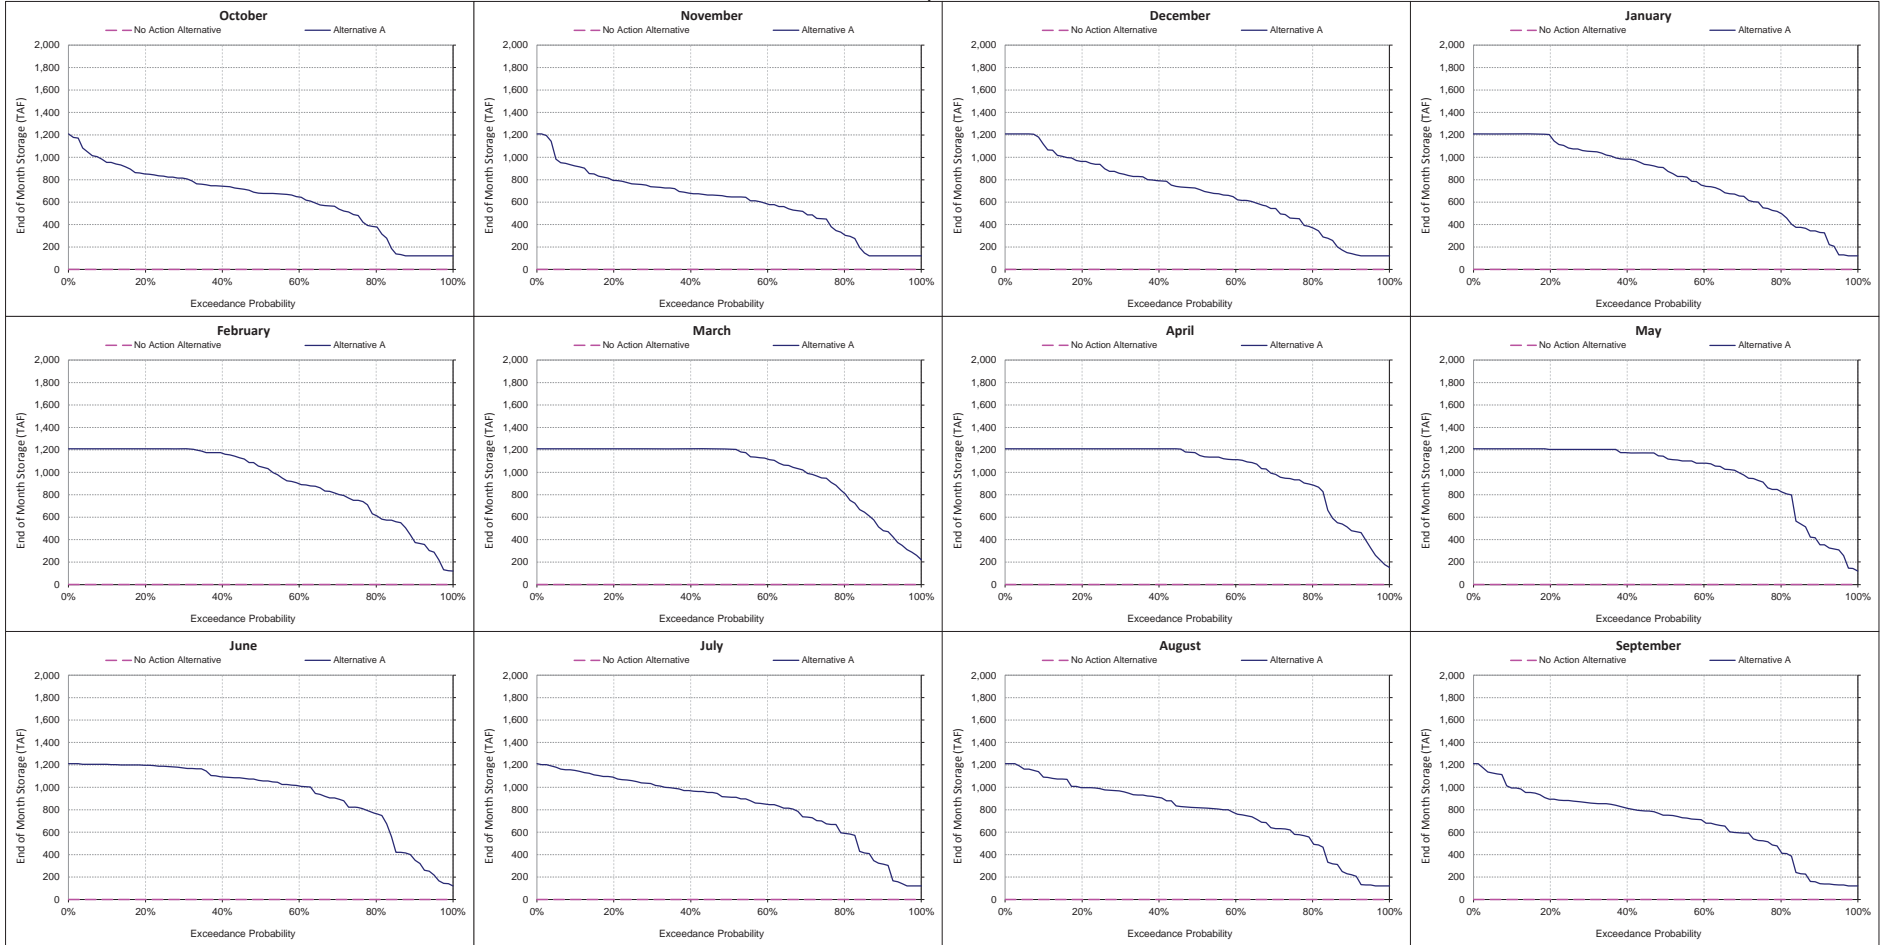 October
No Action Alternative Alternative A
End of Month Storage (TAF)
2,000
1,800
1,600
1,400
1,200
1,000
800
600
400
200
0
0% 20% 40% 60% 80% 100%
Exceedance Probability
November
No Action Alternative Alternative A
End of Month Storage (TAF)
2,000
1,800
1,600
1,400
1,200
1,000
800
600
400
200
0
0% 20% 40% 60% 80% 100%
Exceedance Probability
December
No Action Alternative Alternative A
End of Month Storage (TAF)
2,000
1,800
1,600
1,400
1,200
1,000
800
600
400
200
0
0% 20% 40% 60% 80% 100%
Exceedance Probability
January
No Action Alternative Alternative A
End of Month Storage (TAF)
2,000
1,800
1,600
1,400
1,200
1,000
800
600
400
200
0
0% 20% 40% 60% 80% 100%
Exceedance Probability
February
No Action Alternative Alternative A
End of Month Storage (TAF)
2,000
1,800
1,600
1,400
1,200
1,000
800
600
400
200
0
0% 20% 40% 60% 80% 100%
Exceedance Probability
March
No Action Alternative Alternative A
End of Month Storage (TAF)
2,000
1,800
1,600
1,400
1,200
1,000
800
600
400
200
0
0% 20% 40% 60% 80% 100%
Exceedance Probability
April
No Action Alternative Alternative A
End of Month Storage (TAF)
2,000
1,800
1,600
1,400
1,200
1,000
800
600
400
200
0
0% 20% 40% 60% 80% 100%
Exceedance Probability
May
No Action Alternative Alternative A
End of Month Storage (TAF)
2,000
1,800
1,600
1,400
1,200
1,000
800
600
400
200
0
0% 20% 40% 60% 80% 100%
Exceedance Probability
June
No Action Alternative Alternative A
End of Month Storage (TAF)
2,000
1,800
1,600
1,400
1,200
1,000
800
600
400
200
0
0% 20% 40% 60% 80% 100%
Exceedance Probability
July
No Action Alternative Alternative A
End of Month Storage (TAF)
2,000
1,800
1,600
1,400
1,200
1,000
800
600
400
200
0
0% 20% 40% 60% 80% 100%
Exceedance Probability
August
No Action Alternative Alternative A
End of Month Storage (TAF)
2,000
1,800
1,600
1,400
1,200
1,000
800
600
400
200
0
0% 20% 40% 60% 80% 100%
Exceedance Probability
September
No Action Alternative Alternative A
End of Month Storage (TAF)
2,000
1,800
1,600
1,400
1,200
1,000
800
600
400
200
0
0% 20% 40% 60% 80% 100%
Exceedance Probability